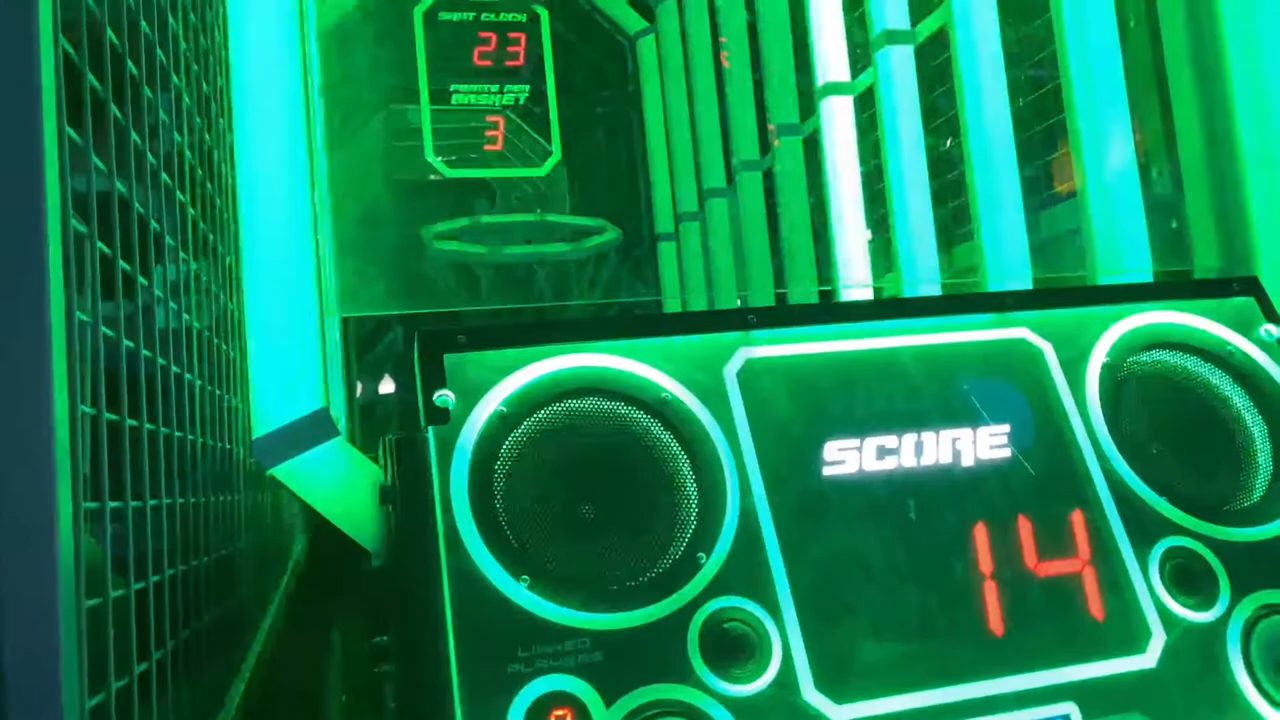 SHOT CLOCK
23
POINTS PER
BASKET
3
SCORE
14
LINKED
PLAYERS